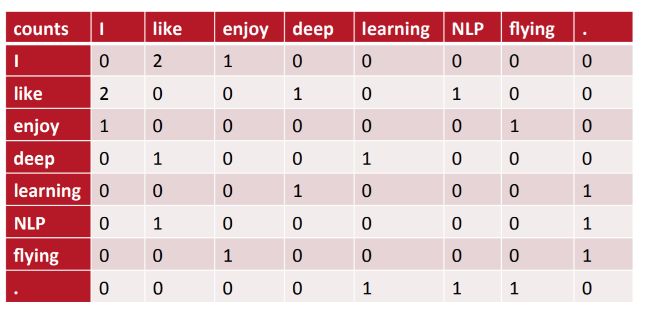 counts I like enjoy deep learning NLP flying .
I 0 2 1 0 0 0 0 0
like 2 0 0 1 0 1 0 0
enjoy 1 0 0 0 0 0 1 0
deep 0 1 0 0 1 0 0 0
learning 0 0 0 1 0 0 0 1
NLP 0 1 0 0 0 0 0 1
flying 0 0 1 0 0 0 0 1
. 0 0 0 0 1 1 1 0